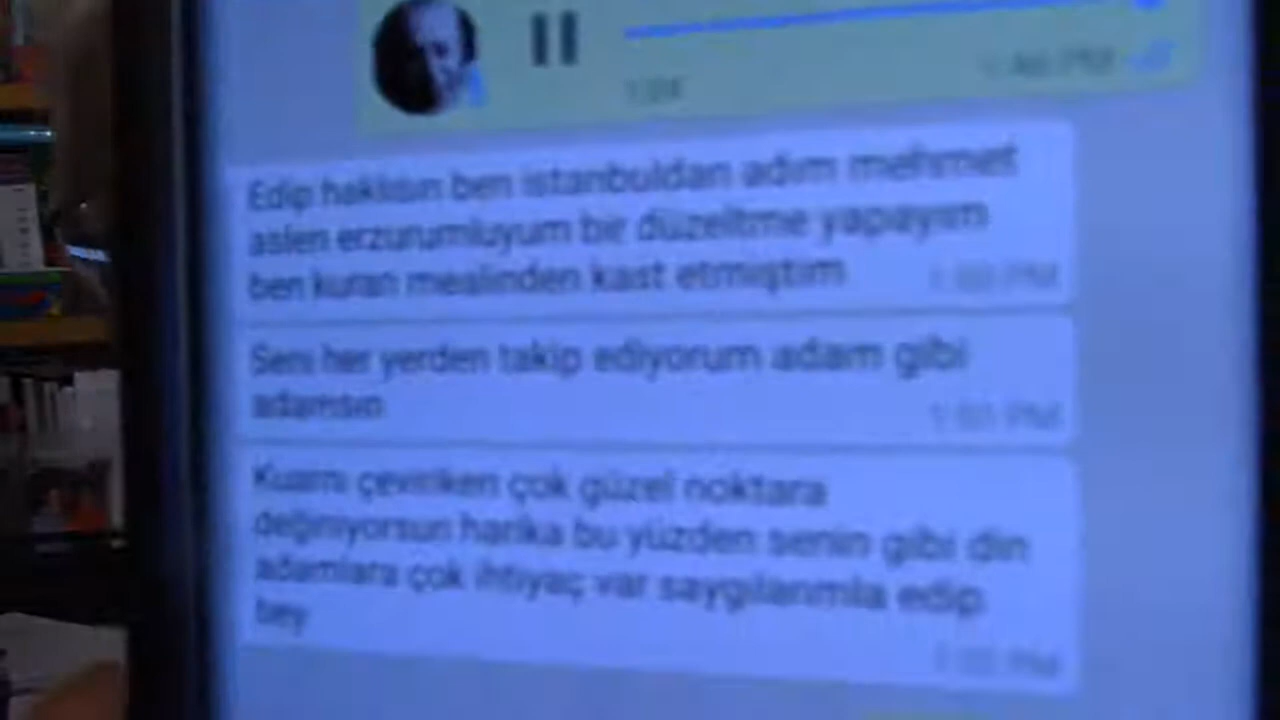 Edip haklısın ben istanbuldan adım mehmet
aslen erzurumluyum bir düzeltme yapayım
ben kuran mealinden kast etmiştim
Seni her yerden takip ediyorum adam gibi
adamsın
çeviriken çok güzel noktara
değiniyorsun harika bu yüzden senin gibi din
adamlara çok ihtiyaç var saygılarımla edip
bey